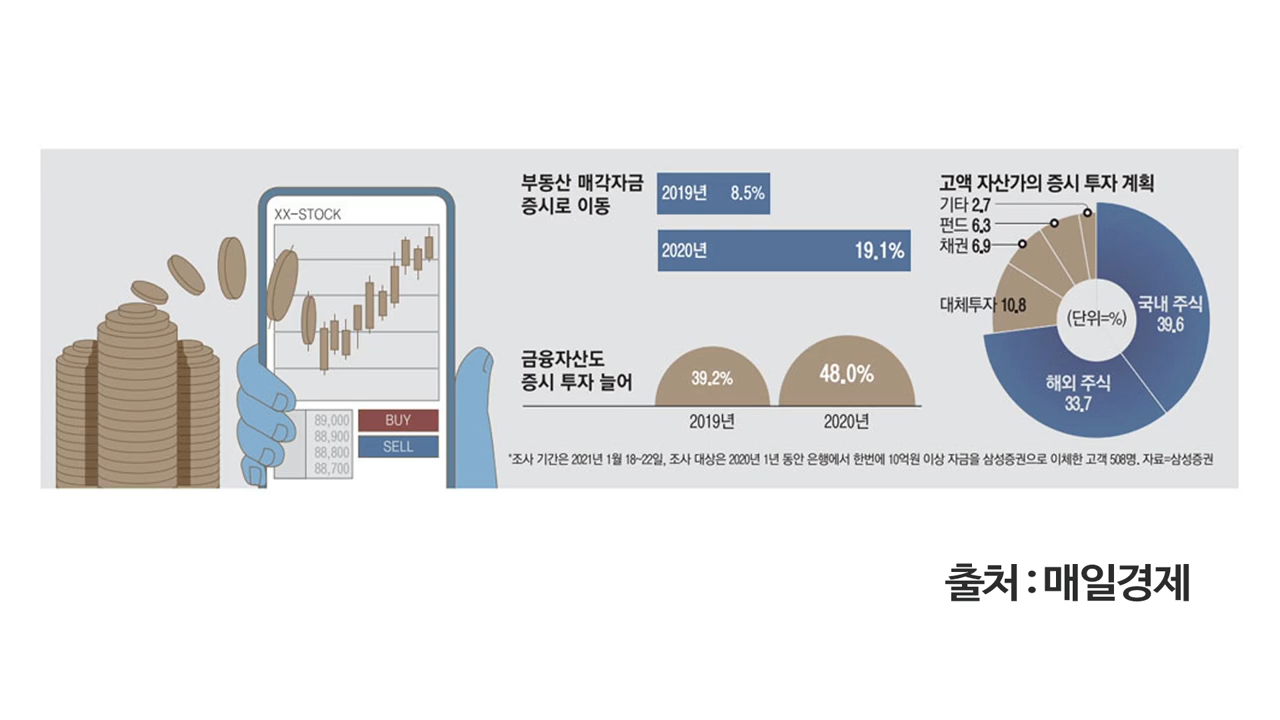 XX-STOCK
89,000
88,900
88,800
88,700
BUY
SELL
부동산 매각자금
증시로 이동
2019년 8.5%
2020년 19.1%
금융자산도
증시 투자 늘어
39.2%
48.0%
2019년
2020년
고액 자산가의 증시 투자 계획
기타 2.7
펀드 6.3
채권 6.9
대체투자 10.8
(단위=%)
국내 주식
39.6
해외 주식
33.7
*조사 기간은 2021년 1월 18~22일, 조사 대상은 2020년 1년 동안 은행에서 한번에 10억원 이상 자금을 삼성증권으로 이체한 고객 508명. 자료=삼성증권
출처 : 매일경제